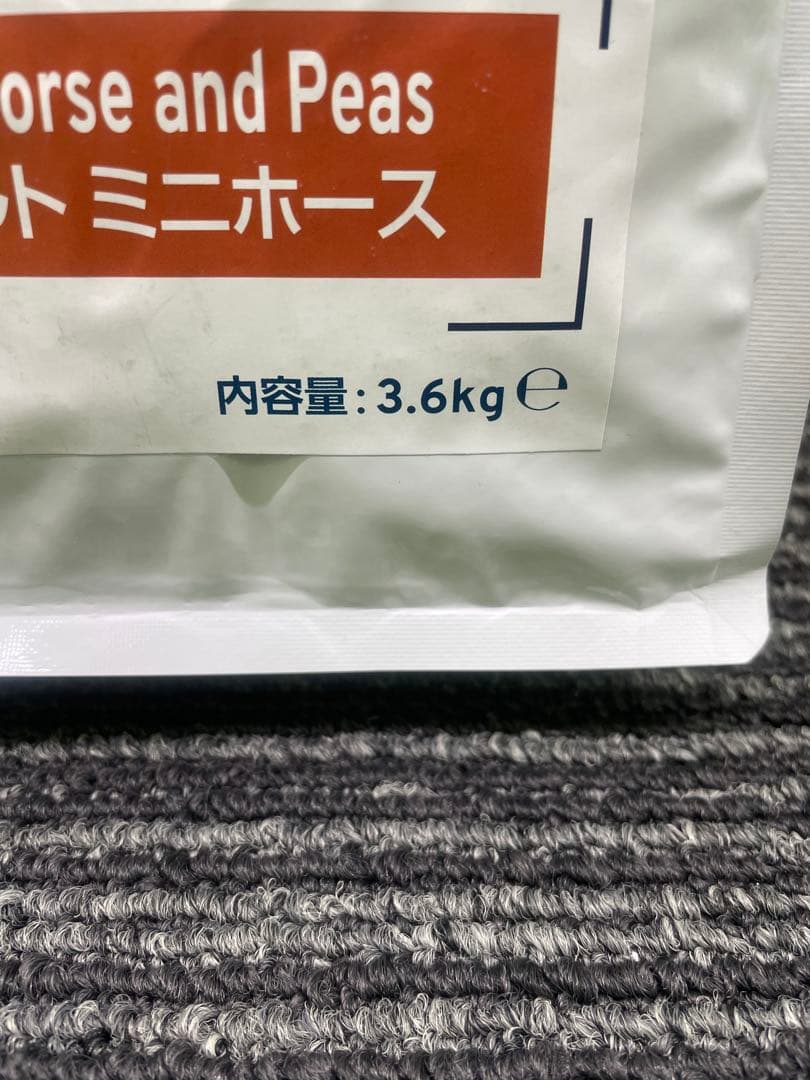 orse and Peas
ット ミニホース
内容量:3.6kg ℮